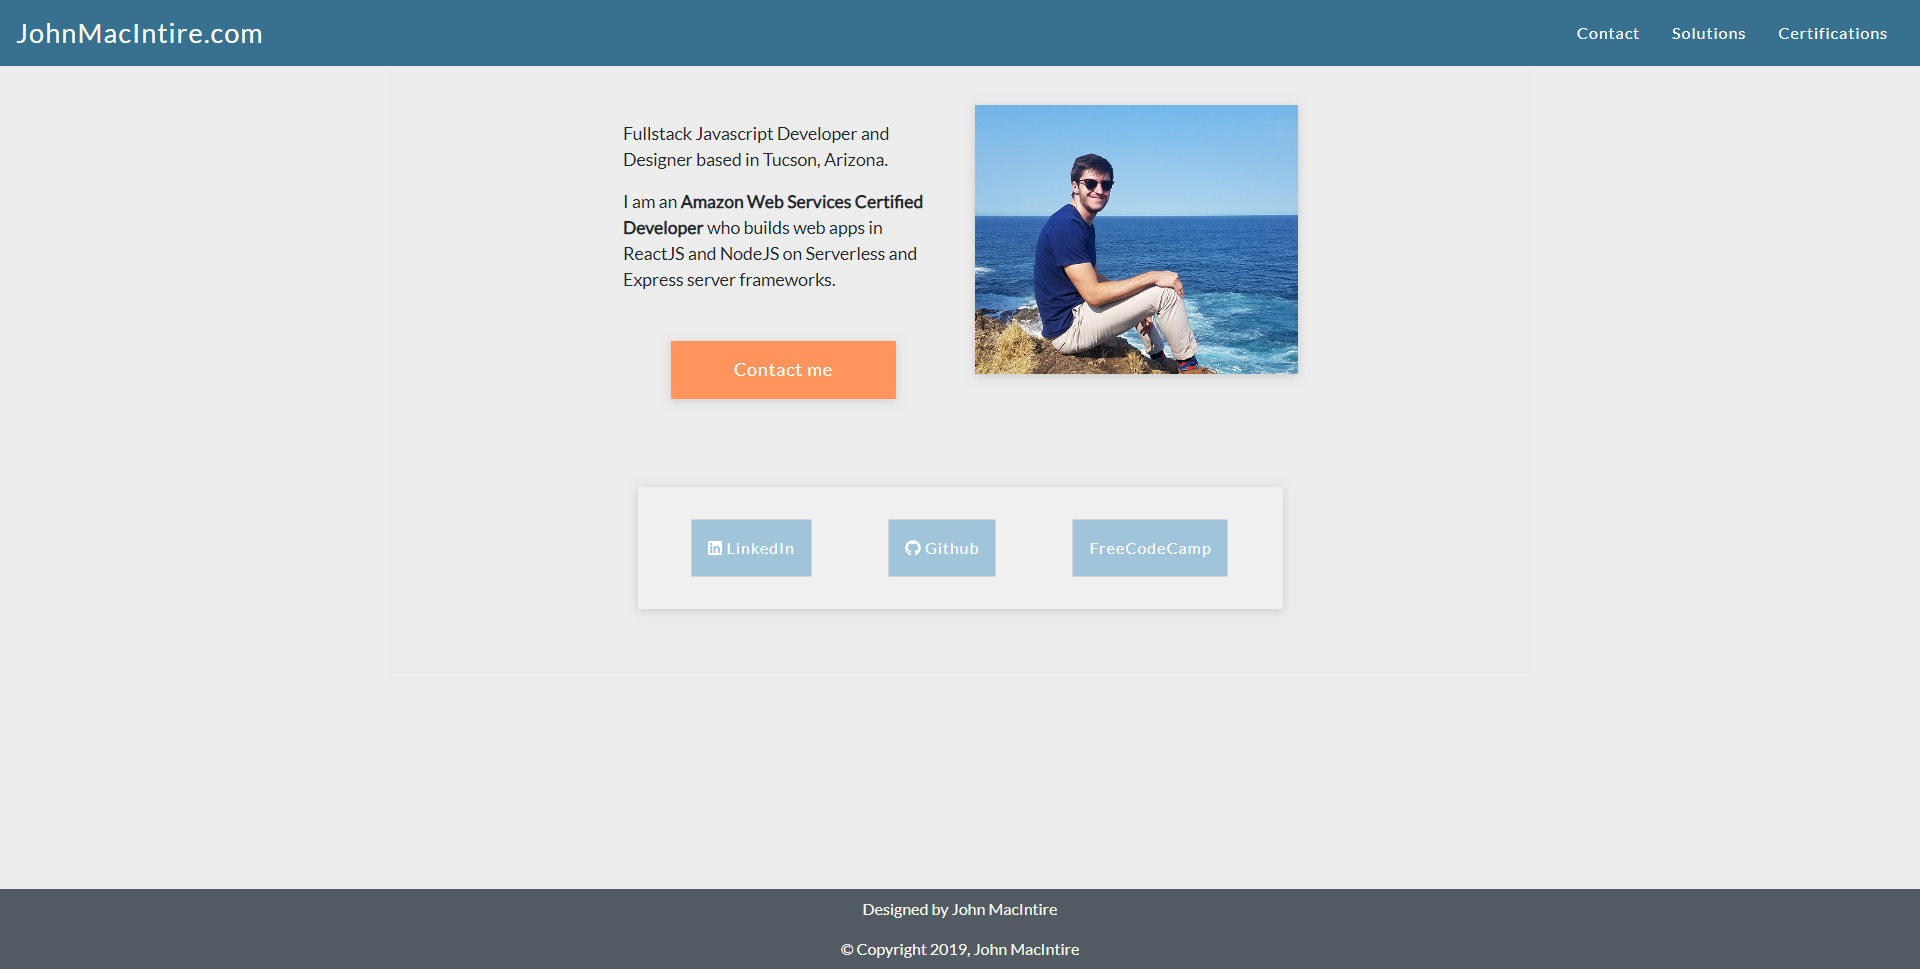 JohnMacIntire.com
Contact
Solutions
Certifications
Fullstack Javascript Developer and
Designer based in Tucson, Arizona.
I am an Amazon Web Services Certified
Developer who builds web apps in
ReactJS and NodeJS on Serverless and
Express server frameworks.
Contact me
LinkedIn
Github
FreeCodeCamp
Designed by John MacIntire
© Copyright 2019, John MacIntire